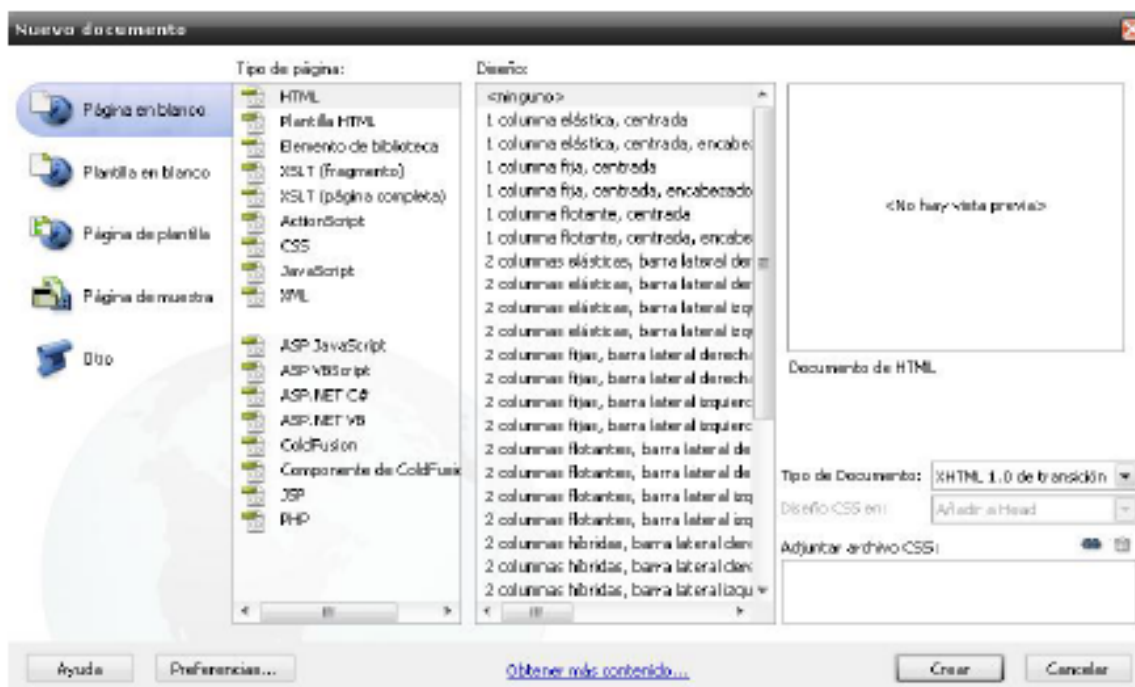 Nuevo documento
Página en blanco
Plantilla en blanco
Página de plantilla
Página de muestra
Otro
Tipo de página:
HTML
Plantilla HTML
Elemento de biblioteca
XSLT (fragmento)
XSLT (página completa)
ActionScript
CSS
JavaScript
XML
ASP JavaScript
ASP VBScript
ASP.NET C#
ASP.NET VB
ColdFusion
Componente de ColdFusic
JSP
PHP
Diseño:
<ninguno>
1 columna elástica, centrada
1 columna elástica, centrada, encabez
1 columna fija, centrada
1 columna fija, centrada, encabezado
1 columna flotante, centrada
1 columna flotante, centrada, encabe
2 columnas elásticas, barra lateral der
2 columnas elásticas, barra lateral der
2 columnas elásticas, barra lateral izq
2 columnas elásticas, barra lateral izq
2 columnas fijas, barra lateral derech
2 columnas fijas, barra lateral derech
2 columnas fijas, barra lateral izquierd
2 columnas fijas, barra lateral izquierd
2 columnas flotantes, barra lateral de
2 columnas flotantes, barra lateral de
2 columnas flotantes, barra lateral izq
2 columnas flotantes, barra lateral izq
2 columnas híbridas, barra lateral dere
2 columnas híbridas, barra lateral dere
2 columnas híbridas, barra lateral izqu
<No hay vista previa>
Documento de HTML
Tipo de Documento: XHTML 1.0 de transición
Diseño CSS en: Añadir a Head
Adjuntar archivo CSS:
Ayuda Preferencias... Obtener más contenido... Crear Cancelar